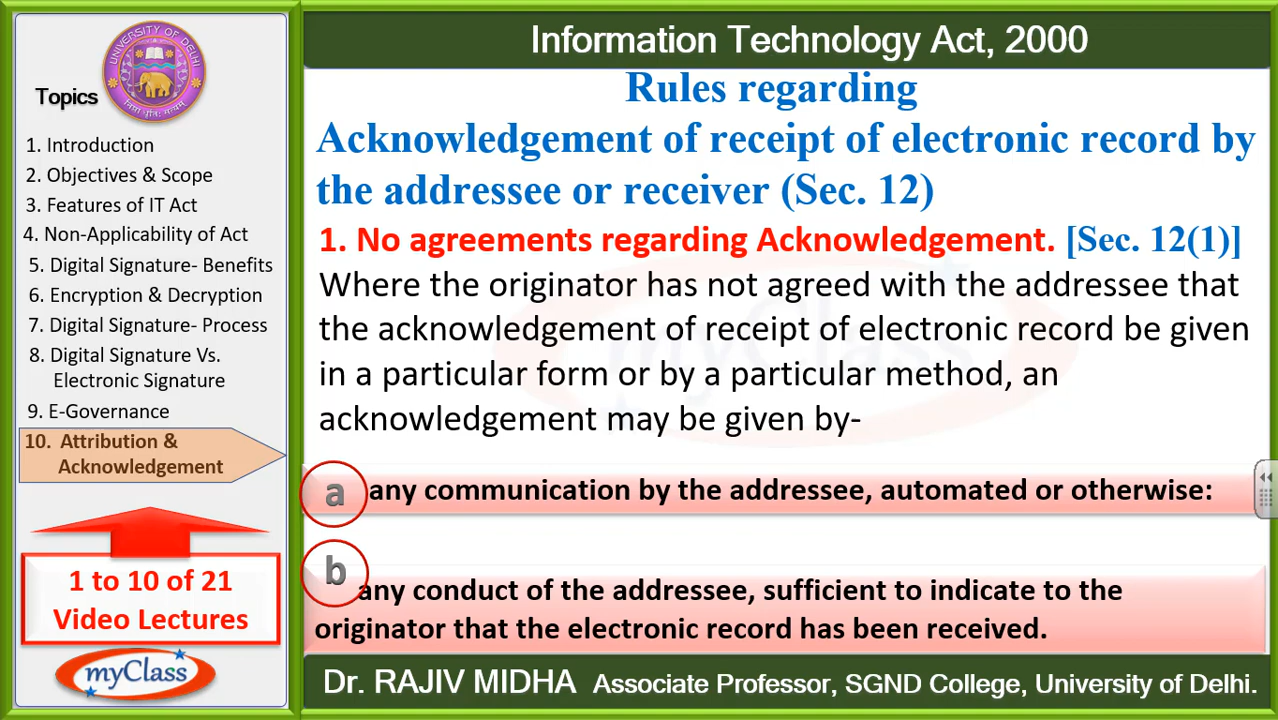 Information Technology Act, 2000
UNIVERSITY OF DELHI
Topics
1. Introduction
2. Objectives & Scope
3. Features of IT Act
4. Non-Applicability of Act
5. Digital Signature- Benefits
6. Encryption & Decryption
7. Digital Signature- Process
8. Digital Signature Vs.
Electronic Signature
9. E-Governance
10. Attribution &
Acknowledgement
1 to 10 of 21
Video Lectures
myClass
Rules regarding
Acknowledgement of receipt of electronic record by
the addressee or receiver (Sec. 12)
1. No agreements regarding Acknowledgement. [Sec. 12(1)]
Where the originator has not agreed with the addressee that
the acknowledgement of receipt of electronic record be given
in a particular form or by a particular method, an
acknowledgement may be given by-
a any communication by the addressee, automated or otherwise:
b any conduct of the addressee, sufficient to indicate to the
originator that the electronic record has been received.
Dr. RAJIV MIDHA Associate Professor, SGND College, University of Delhi.